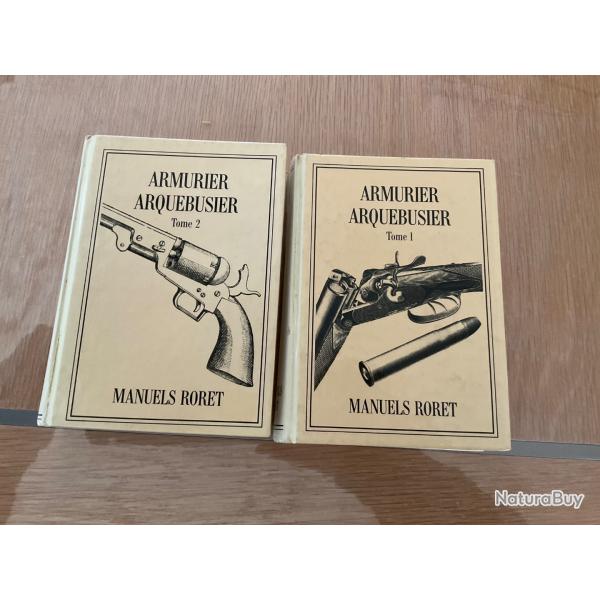 ARMURIER
ARQUEBUSIER
Tome 2
MANUELS RORET
ARMURIER
ARQUEBUSIER
Tome 1
MANUELS RORET
NaturaBuy